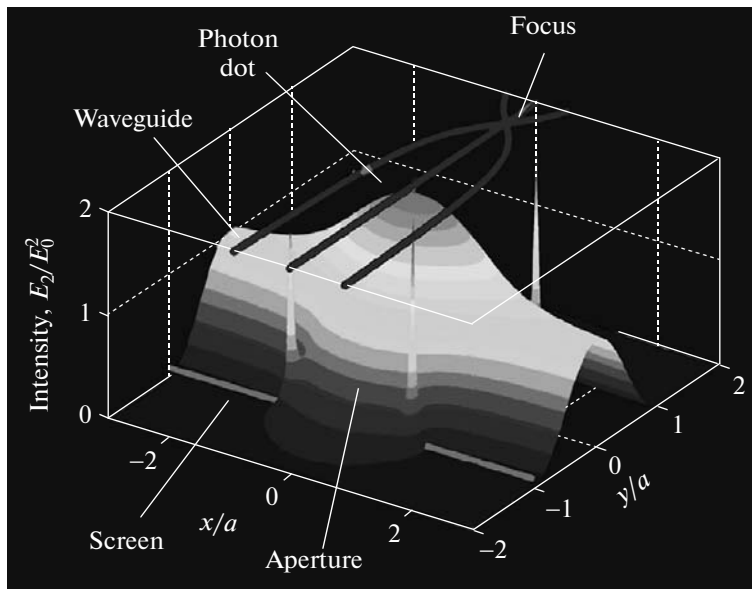 Focus
Photon
dot
Waveguide
Intensity, E₂/E₀²
2
1
0
−2
0
2
x/a
−2
−1
0
1
2
y/a
Screen
Aperture